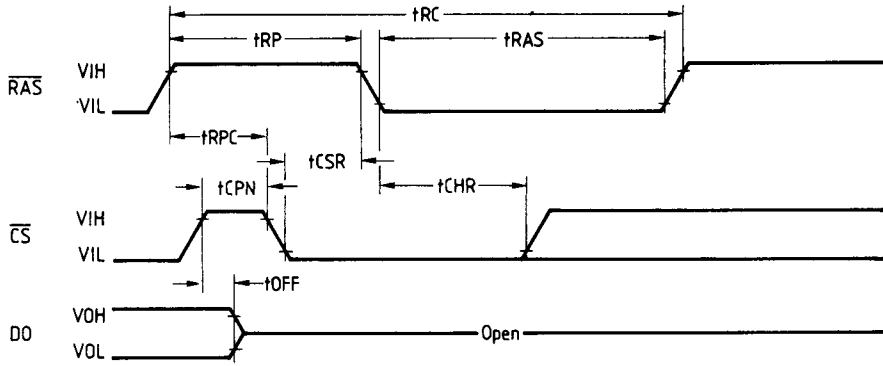 tRC
tRP
tRAS
RAS
VIH
VIL
tRPC
tCSR
tCPN
tCHR
CS
VIH
VIL
tOFF
DO
VOH
VOL
Open